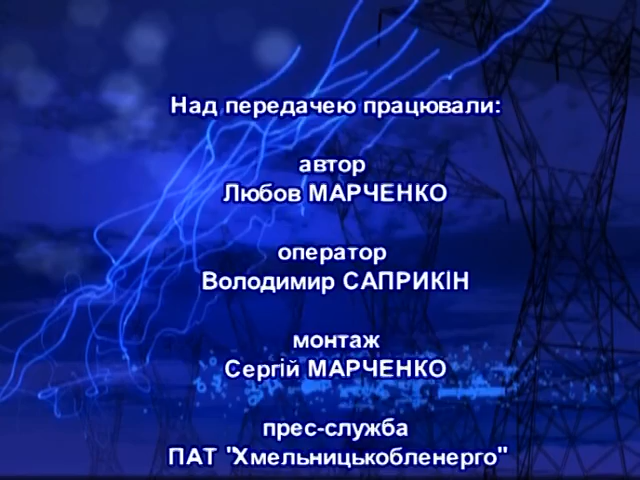 Над передачею працювали:
автор
Любов МАРЧЕНКО
оператор
Володимир САПРИКІН
монтаж
Сергій МАРЧЕНКО
прес-служба
ПАТ "Хмельницькобленерго"